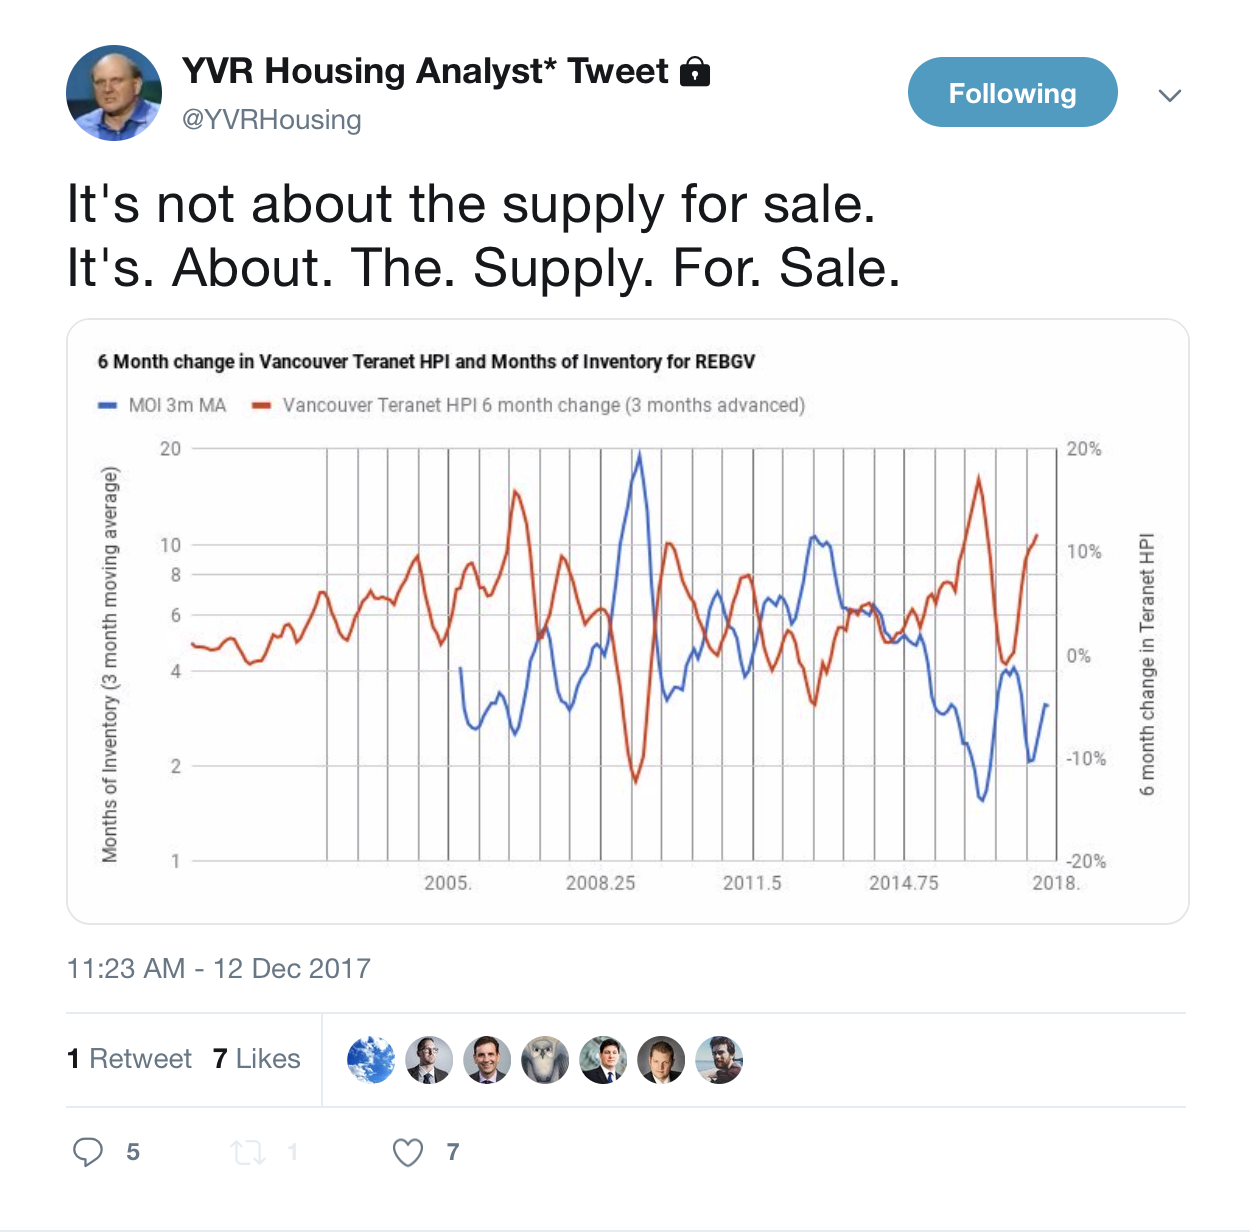 YVR Housing Analyst* Tweet
@YVRHousing
Following
It's not about the supply for sale.
It's. About. The. Supply. For. Sale.
6 Month change in Vancouver Teranet HPI and Months of Inventory for REBGV
MOI 3m MA
Vancouver Teranet HPI 6 month change (3 months advanced)
Months of Inventory (3 month moving average)
20
10
8
6
4
2
1
20%
10%
0%
-10%
-20%
6 month change in Teranet HPI
2005.
2008.25
2011.5
2014.75
2018.
11:23 AM - 12 Dec 2017
1 Retweet 7 Likes
5
1
7